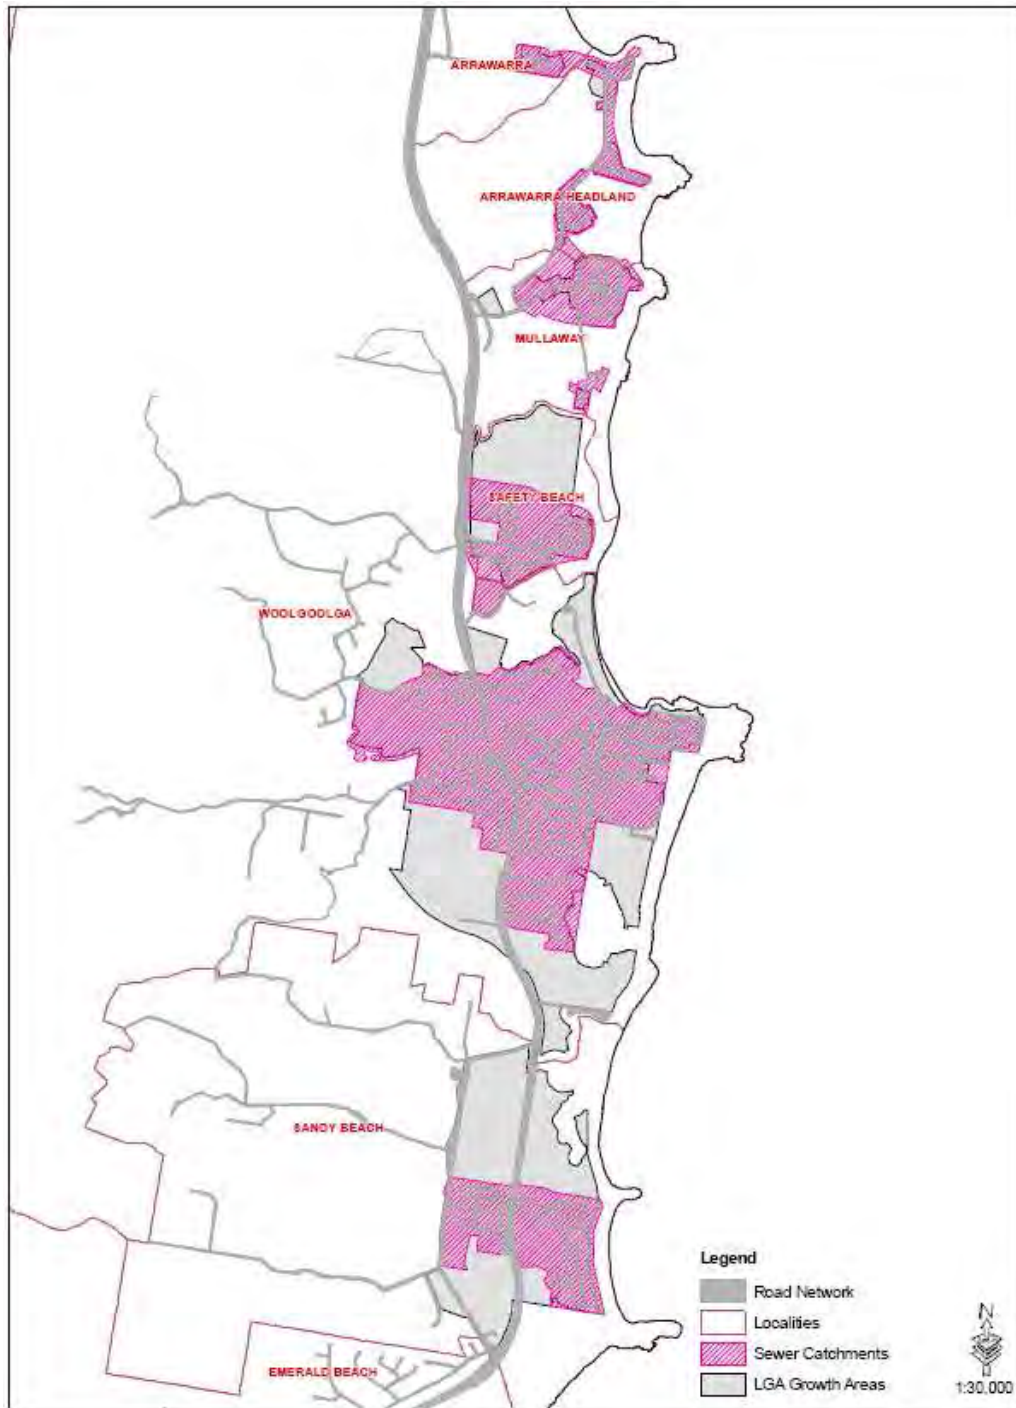 ARRAWARRA
ARRAWARRA HEADLAND
MULLAWAY
SAFETY BEACH
WOOLGOOLGA
SANDY BEACH
EMERALD BEACH
Legend
Road Network
Localities
Sewer Catchments
LGA Growth Areas
N
1:30,000